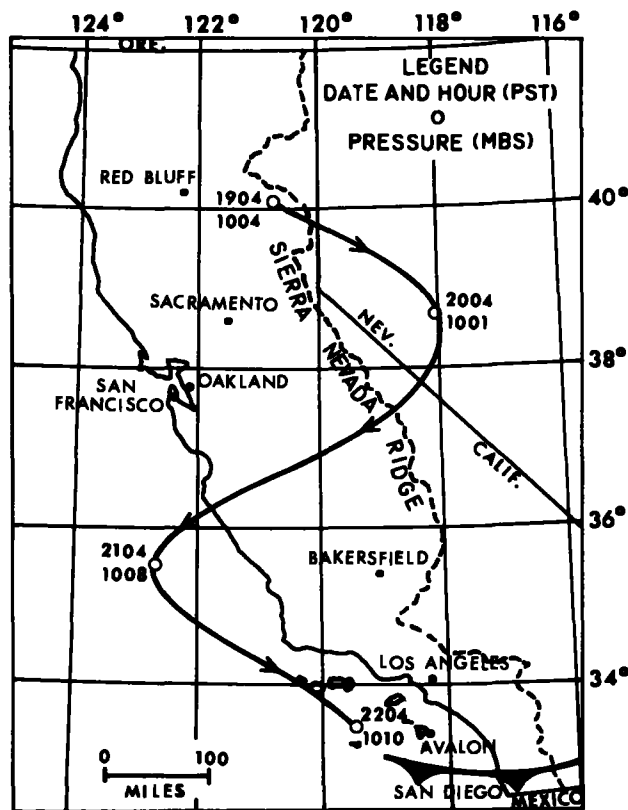 124° 122° 120° 118° 116°
ORE.
LEGEND
DATE AND HOUR (PST)
PRESSURE (MBS)
RED BLUFF
1904
1004
40°
SIERRA
NEVADA
RIDGE
2004
1001
SACRAMENTO
NEV.
CALIF.
38°
OAKLAND
SAN
FRANCISCO
36°
2104
1008
BAKERSFIELD
LOS ANGELES
34°
2204
1010
AVALON
0 100
MILES
SAN DIEGO
MEXICO